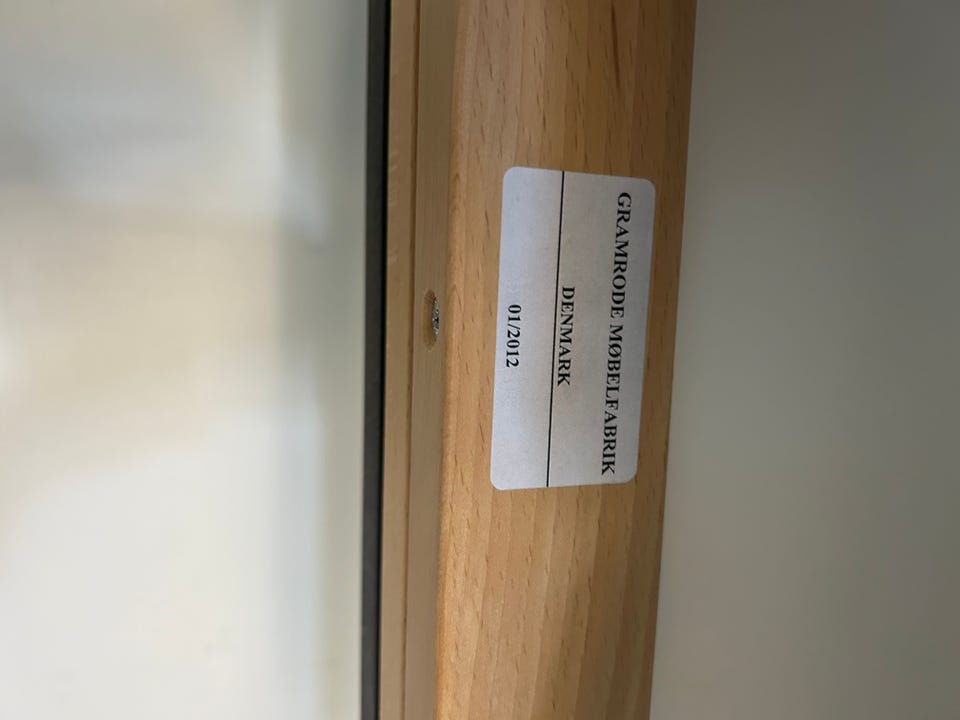 GRAMRODE MØBELFABRIK
DENMARK
01/2012